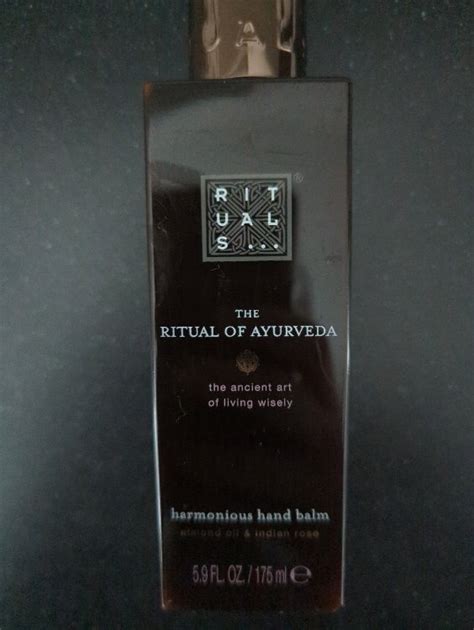 RIT
UAL
S...
®
THE
RITUAL OF AYURVEDA
the ancient art
of living wisely
harmonious hand balm
almond oil & indian rose
5.9 FL. OZ. / 175 ml ℮